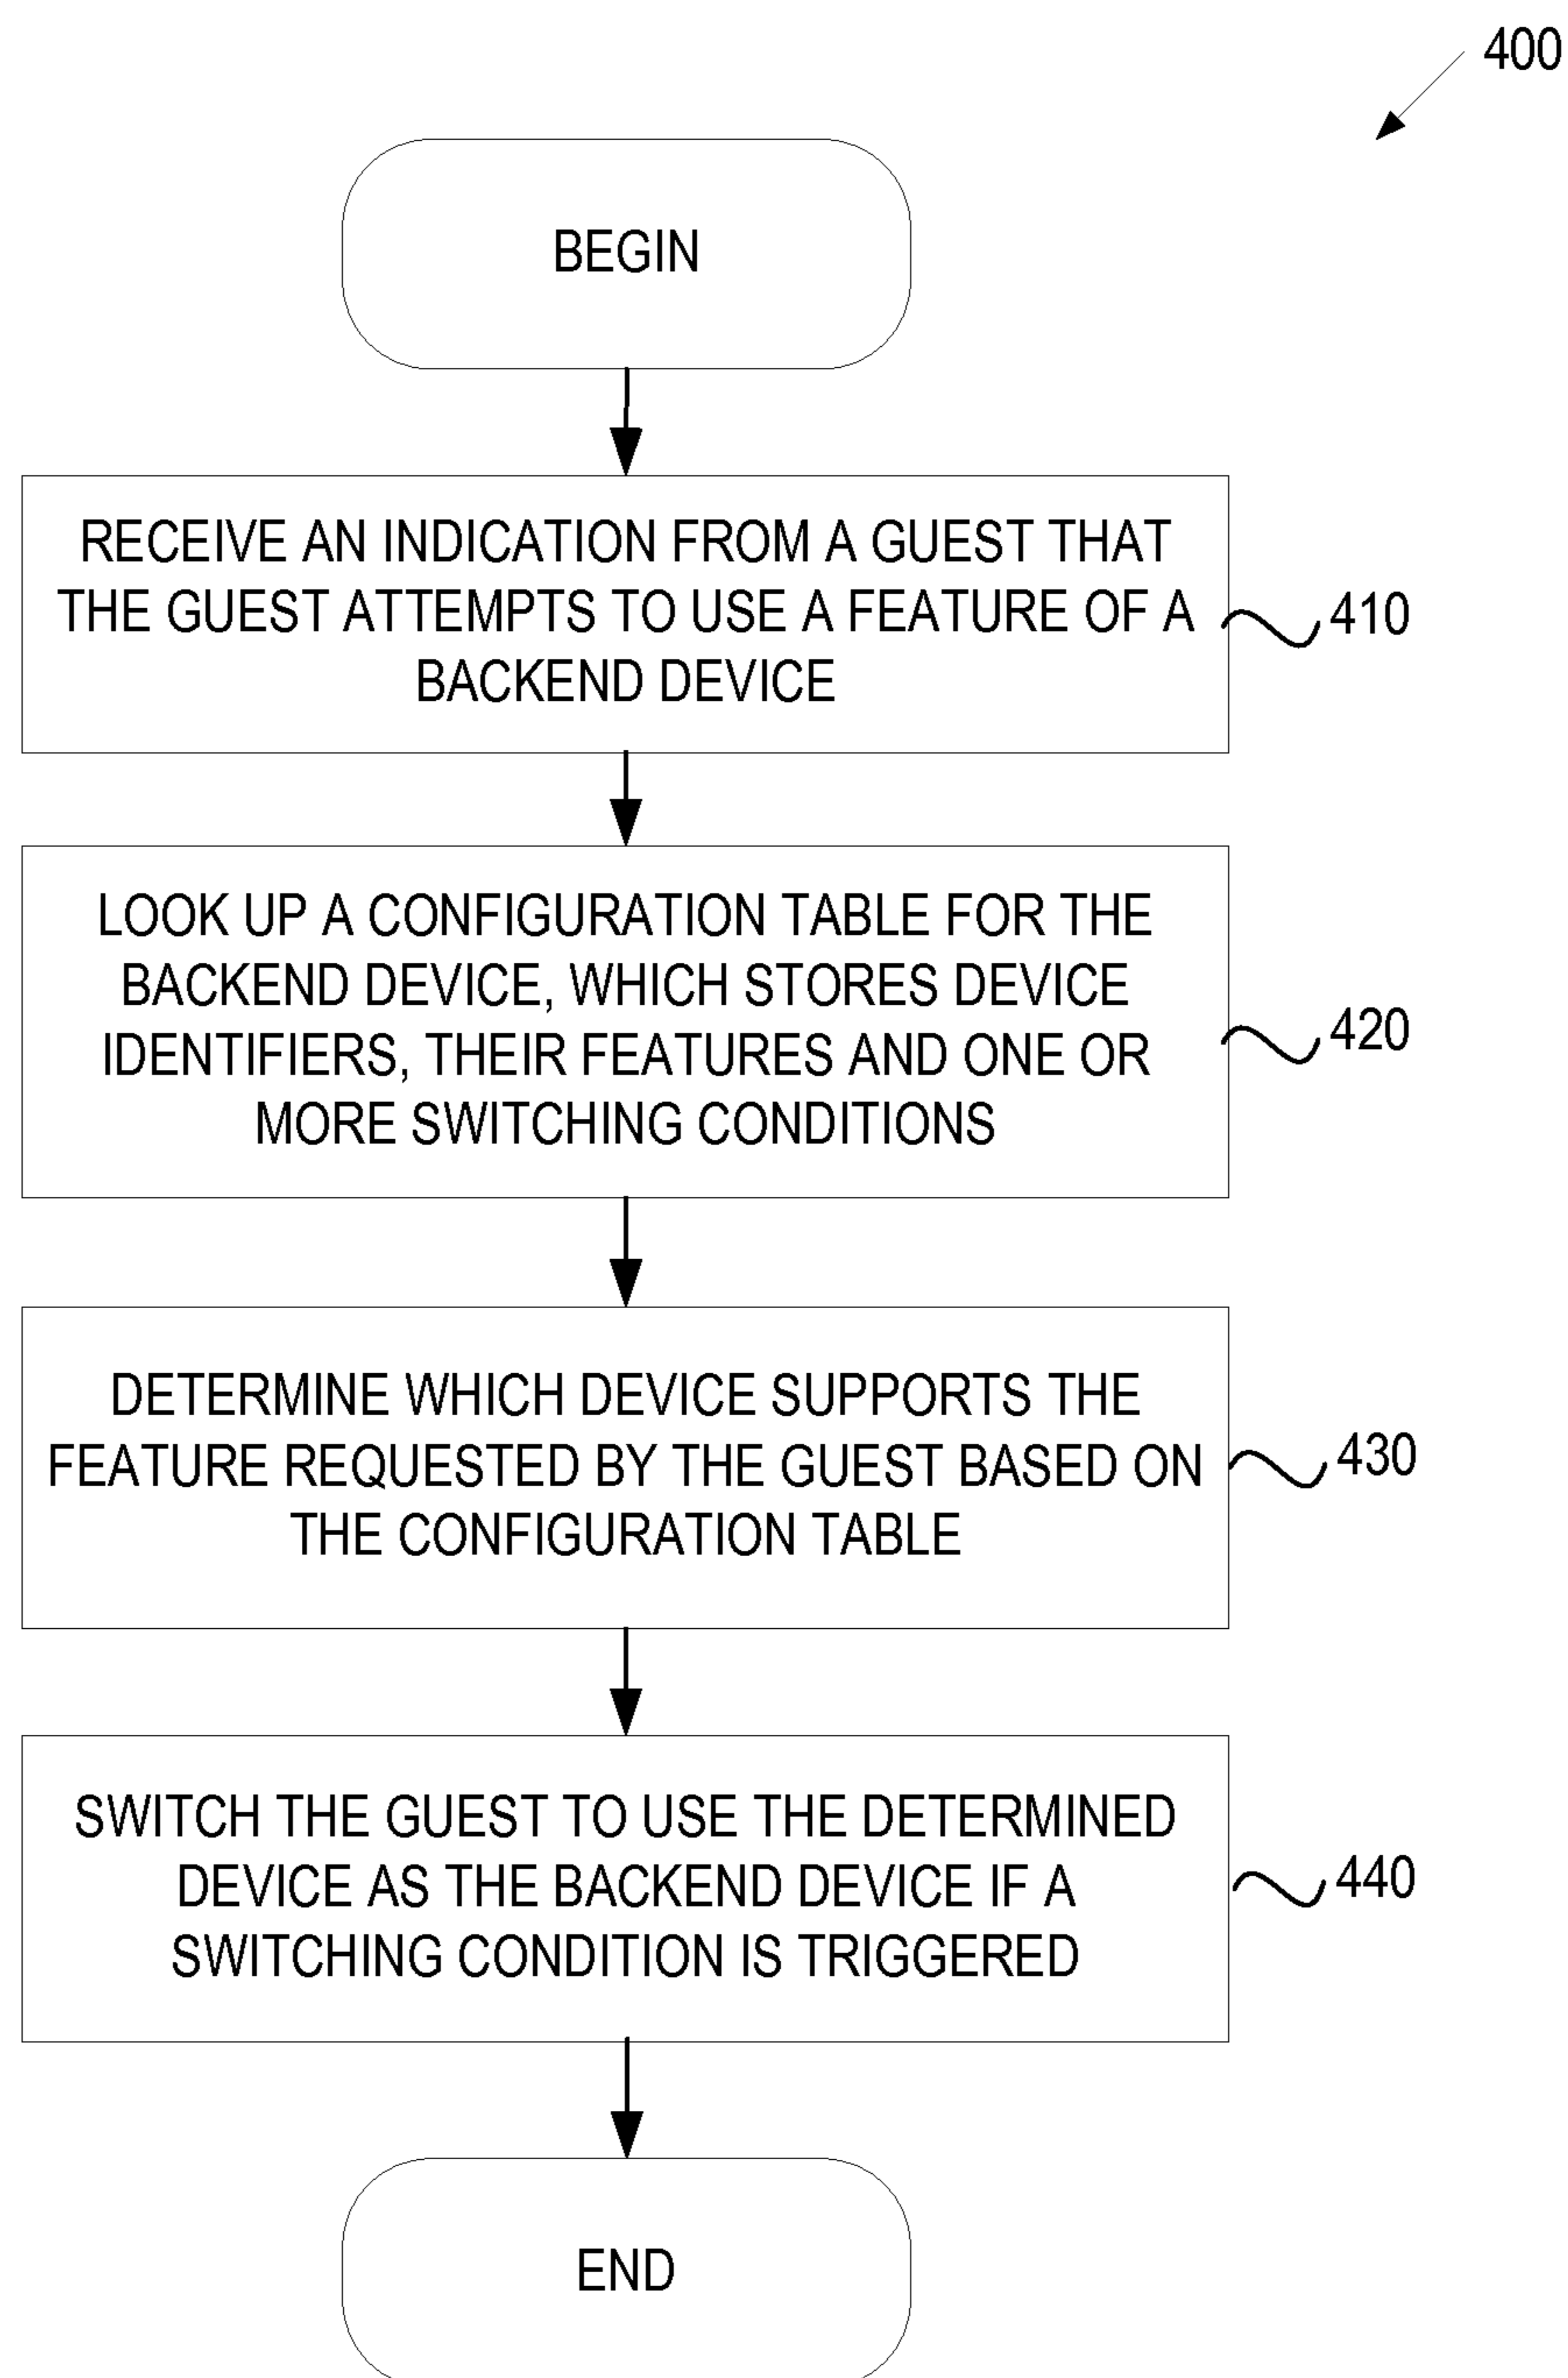 400
BEGIN
RECEIVE AN INDICATION FROM A GUEST THAT
THE GUEST ATTEMPTS TO USE A FEATURE OF A
BACKEND DEVICE
410
LOOK UP A CONFIGURATION TABLE FOR THE
BACKEND DEVICE, WHICH STORES DEVICE
IDENTIFIERS, THEIR FEATURES AND ONE OR
MORE SWITCHING CONDITIONS
420
DETERMINE WHICH DEVICE SUPPORTS THE
FEATURE REQUESTED BY THE GUEST BASED ON
THE CONFIGURATION TABLE
430
SWITCH THE GUEST TO USE THE DETERMINED
DEVICE AS THE BACKEND DEVICE IF A
SWITCHING CONDITION IS TRIGGERED
440
END